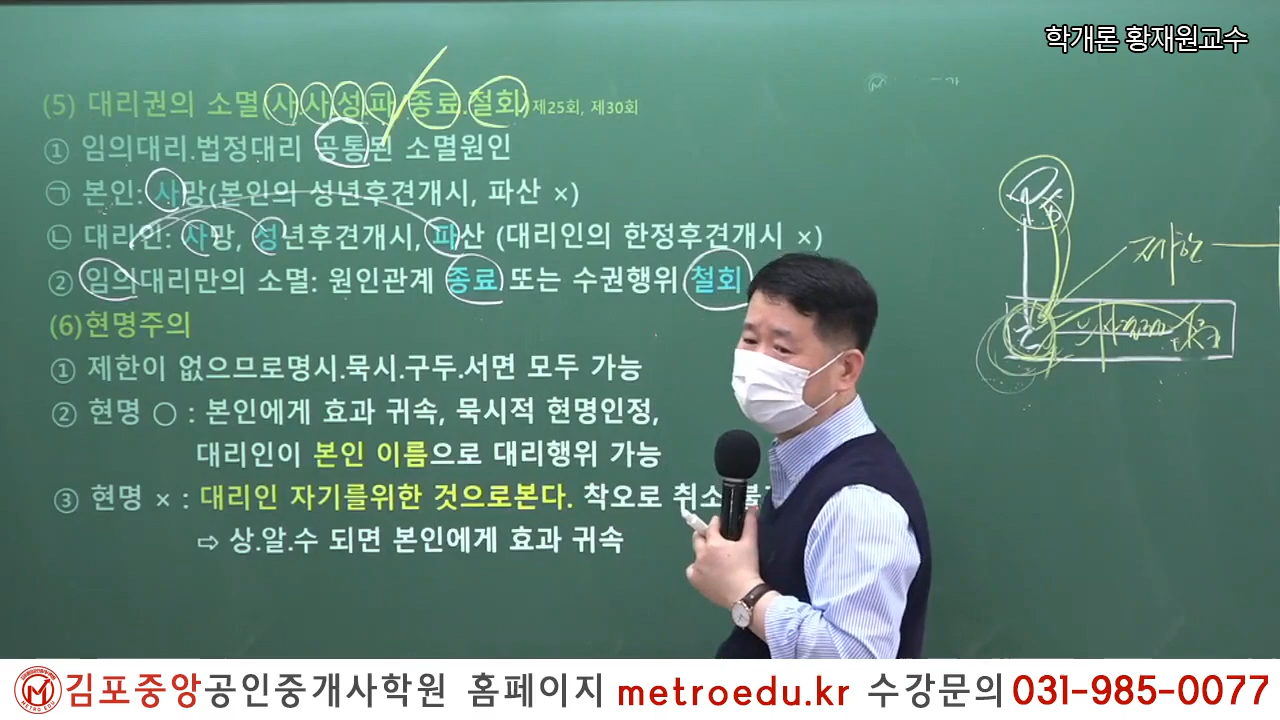 학개론 황재원교수
(5) 대리권의 소멸(사.사.성.파/종료.철회)제25회, 제30회
① 임의대리.법정대리 공통된 소멸원인
㉠ 본인: 사망(본인의 성년후견개시, 파산 ×)
㉡ 대리인: 사망, 성년후견개시, 파산 (대리인의 한정후견개시 ×)
② 임의대리만의 소멸: 원인관계 종료 또는 수권행위 철회
제한
(6)현명주의
① 제한이 없으므로명시.묵시.구두.서면 모두 가능
② 현명 ○ : 본인에게 효과 귀속, 묵시적 현명인정,
대리인이 본인 이름으로 대리행위 가능
③ 현명 × : 대리인 자기를위한 것으로본다. 착오로 취소
⇨ 상.알.수 되면 본인에게 효과 귀속
METRO EDU 김포중앙공인중개사학원 홈페이지 metroedu.kr 수강문의 031-985-0077